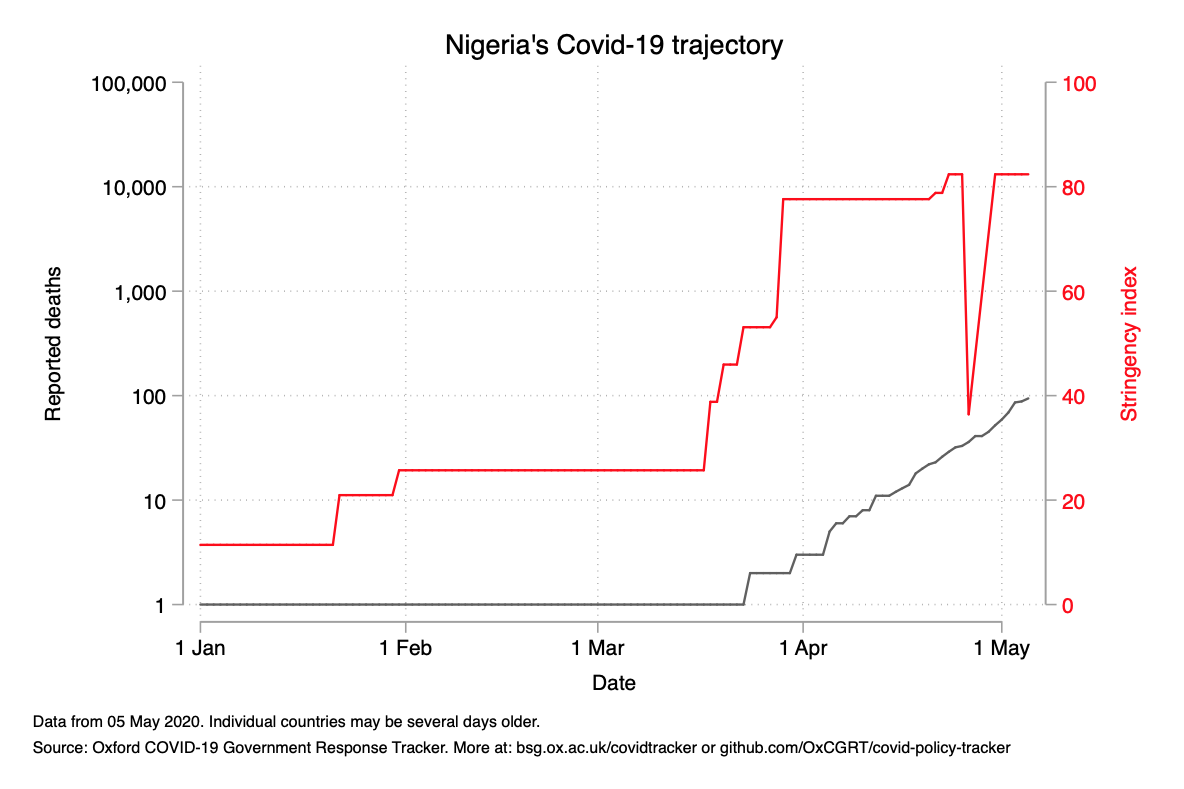 Nigeria's Covid-19 trajectory
100,000
10,000
1,000
100
10
1
Reported deaths
100
80
60
40
20
0
Stringency index
1 Jan
1 Feb
1 Mar
1 Apr
1 May
Date
Data from 05 May 2020. Individual countries may be several days older.
Source: Oxford COVID-19 Government Response Tracker. More at: bsg.ox.ac.uk/covidtracker or github.com/OxCGRT/covid-policy-tracker